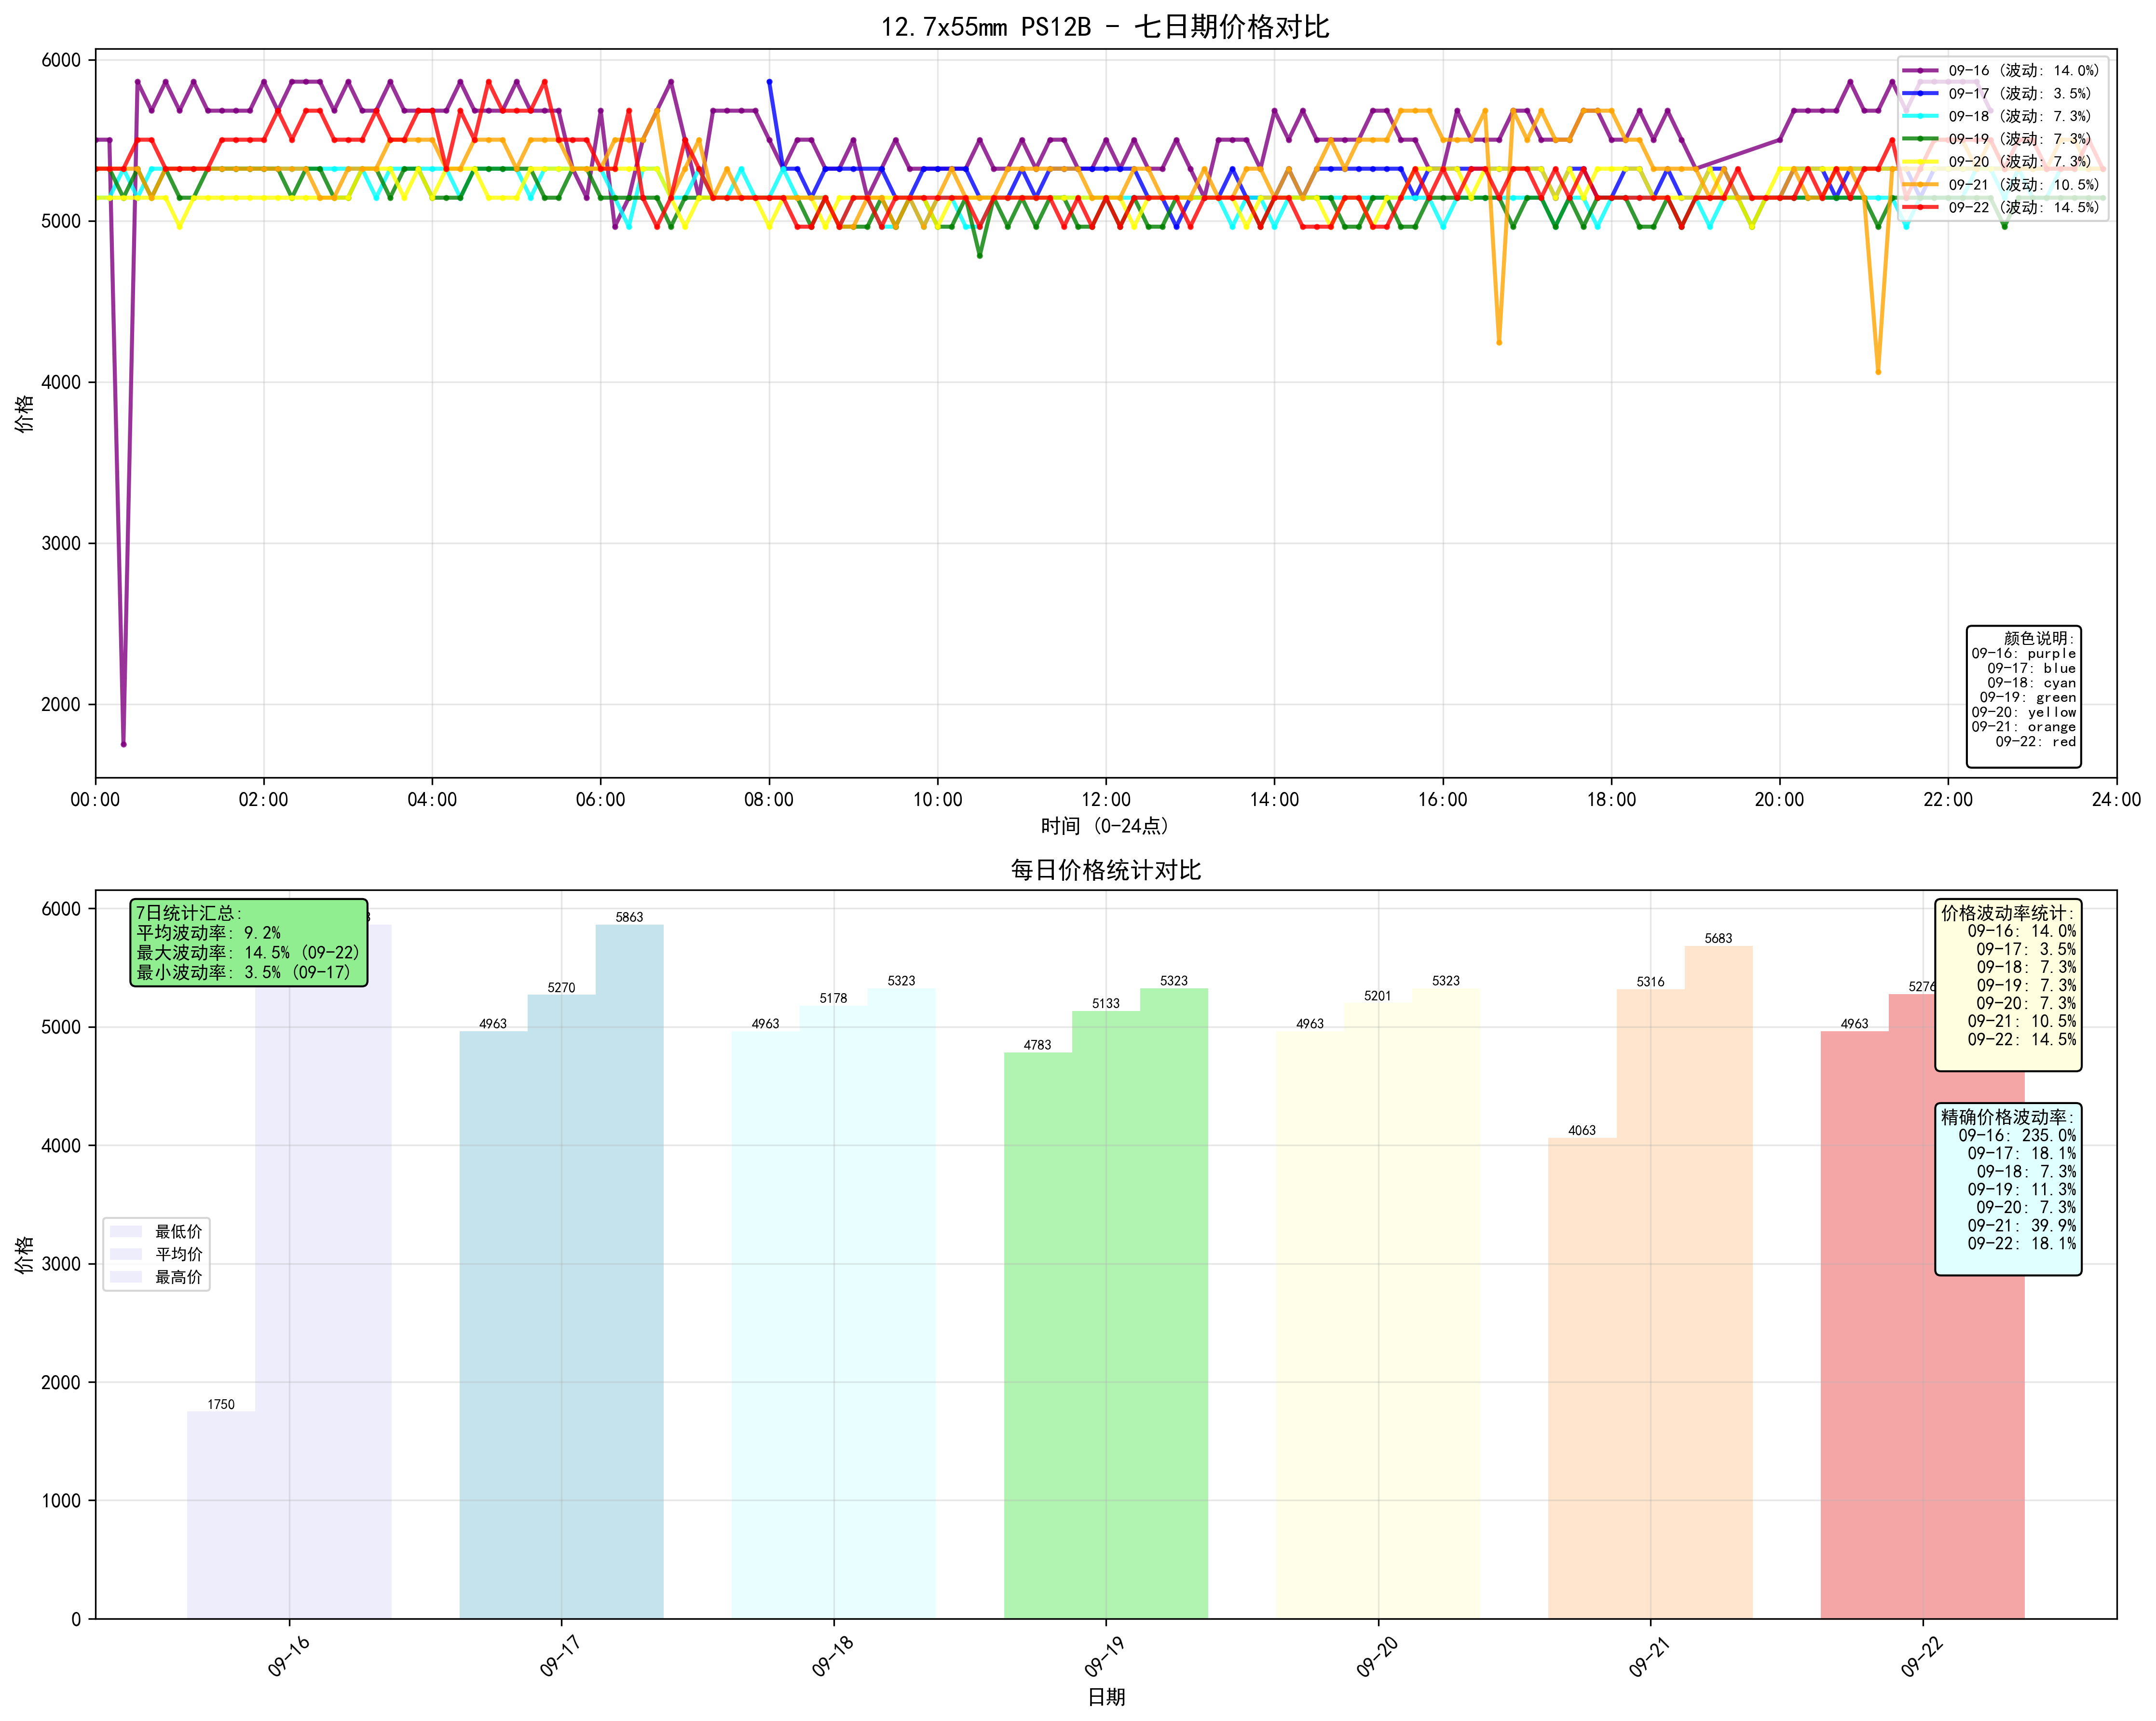 12.7x55mm PS12B - 七日期价格对比
6000
5000
4000
3000
2000
价格
09-16 (波动: 14.0%)
09-17 (波动: 3.5%)
09-18 (波动: 7.3%)
09-19 (波动: 7.3%)
09-20 (波动: 7.3%)
09-21 (波动: 10.5%)
09-22 (波动: 14.5%)
颜色说明:
09-16: purple
09-17: blue
09-18: cyan
09-19: green
09-20: yellow
09-21: orange
09-22: red
00:00 02:00 04:00 06:00 08:00 10:00 12:00 14:00 16:00 18:00 20:00 22:00 24:00
时间 (0-24点)
每日价格统计对比
6000
5000
4000
3000
2000
1000
0
价格
7日统计汇总:
平均波动率: 9.2%
最大波动率: 14.5% (09-22)
最小波动率: 3.5% (09-17)
最低价
平均价
最高价
1750
4963 5270 5863
4963 5178 5323
4783 5133 5323
4963 5201 5323
4063 5316 5683
4963 5276
价格波动率统计:
09-16: 14.0%
09-17: 3.5%
09-18: 7.3%
09-19: 7.3%
09-20: 7.3%
09-21: 10.5%
09-22: 14.5%
精确价格波动率:
09-16: 235.0%
09-17: 18.1%
09-18: 7.3%
09-19: 11.3%
09-20: 7.3%
09-21: 39.9%
09-22: 18.1%
09-16 09-17 09-18 09-19 09-20 09-21 09-22
日期